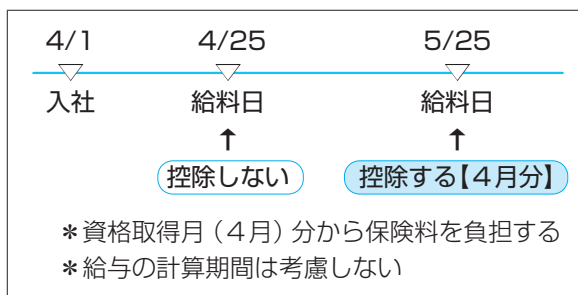 4/1 4/25 5/25
入社 給料日 給料日
↑ ↑
控除しない 控除する【4月分】
＊資格取得月（4月）分から保険料を負担する
＊給与の計算期間は考慮しない